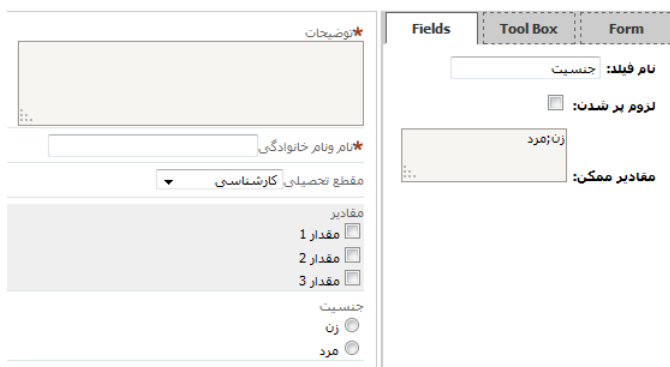 Fields
Tool Box
Form
نام فیلد: جنسیت
لزوم پر شدن:
زن;مرد
مقادیر ممکن:
*توضیحات
*نام ونام خانوادگی
مقطع تحصیلی کارشناسی
مقادیر
مقدار 1
مقدار 2
مقدار 3
جنسیت
زن
مرد